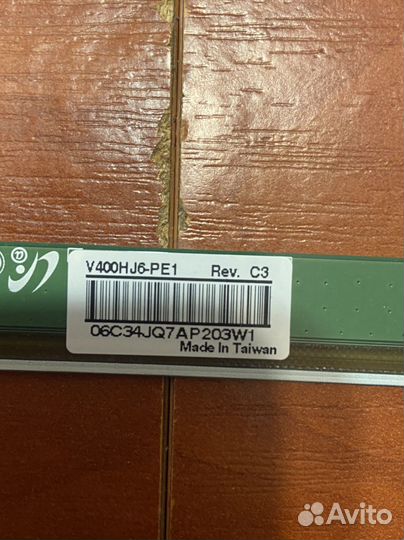 V400HJ6-PE1 Rev. C3
06C34JQ7AP203W1
Made In Taiwan
Avito